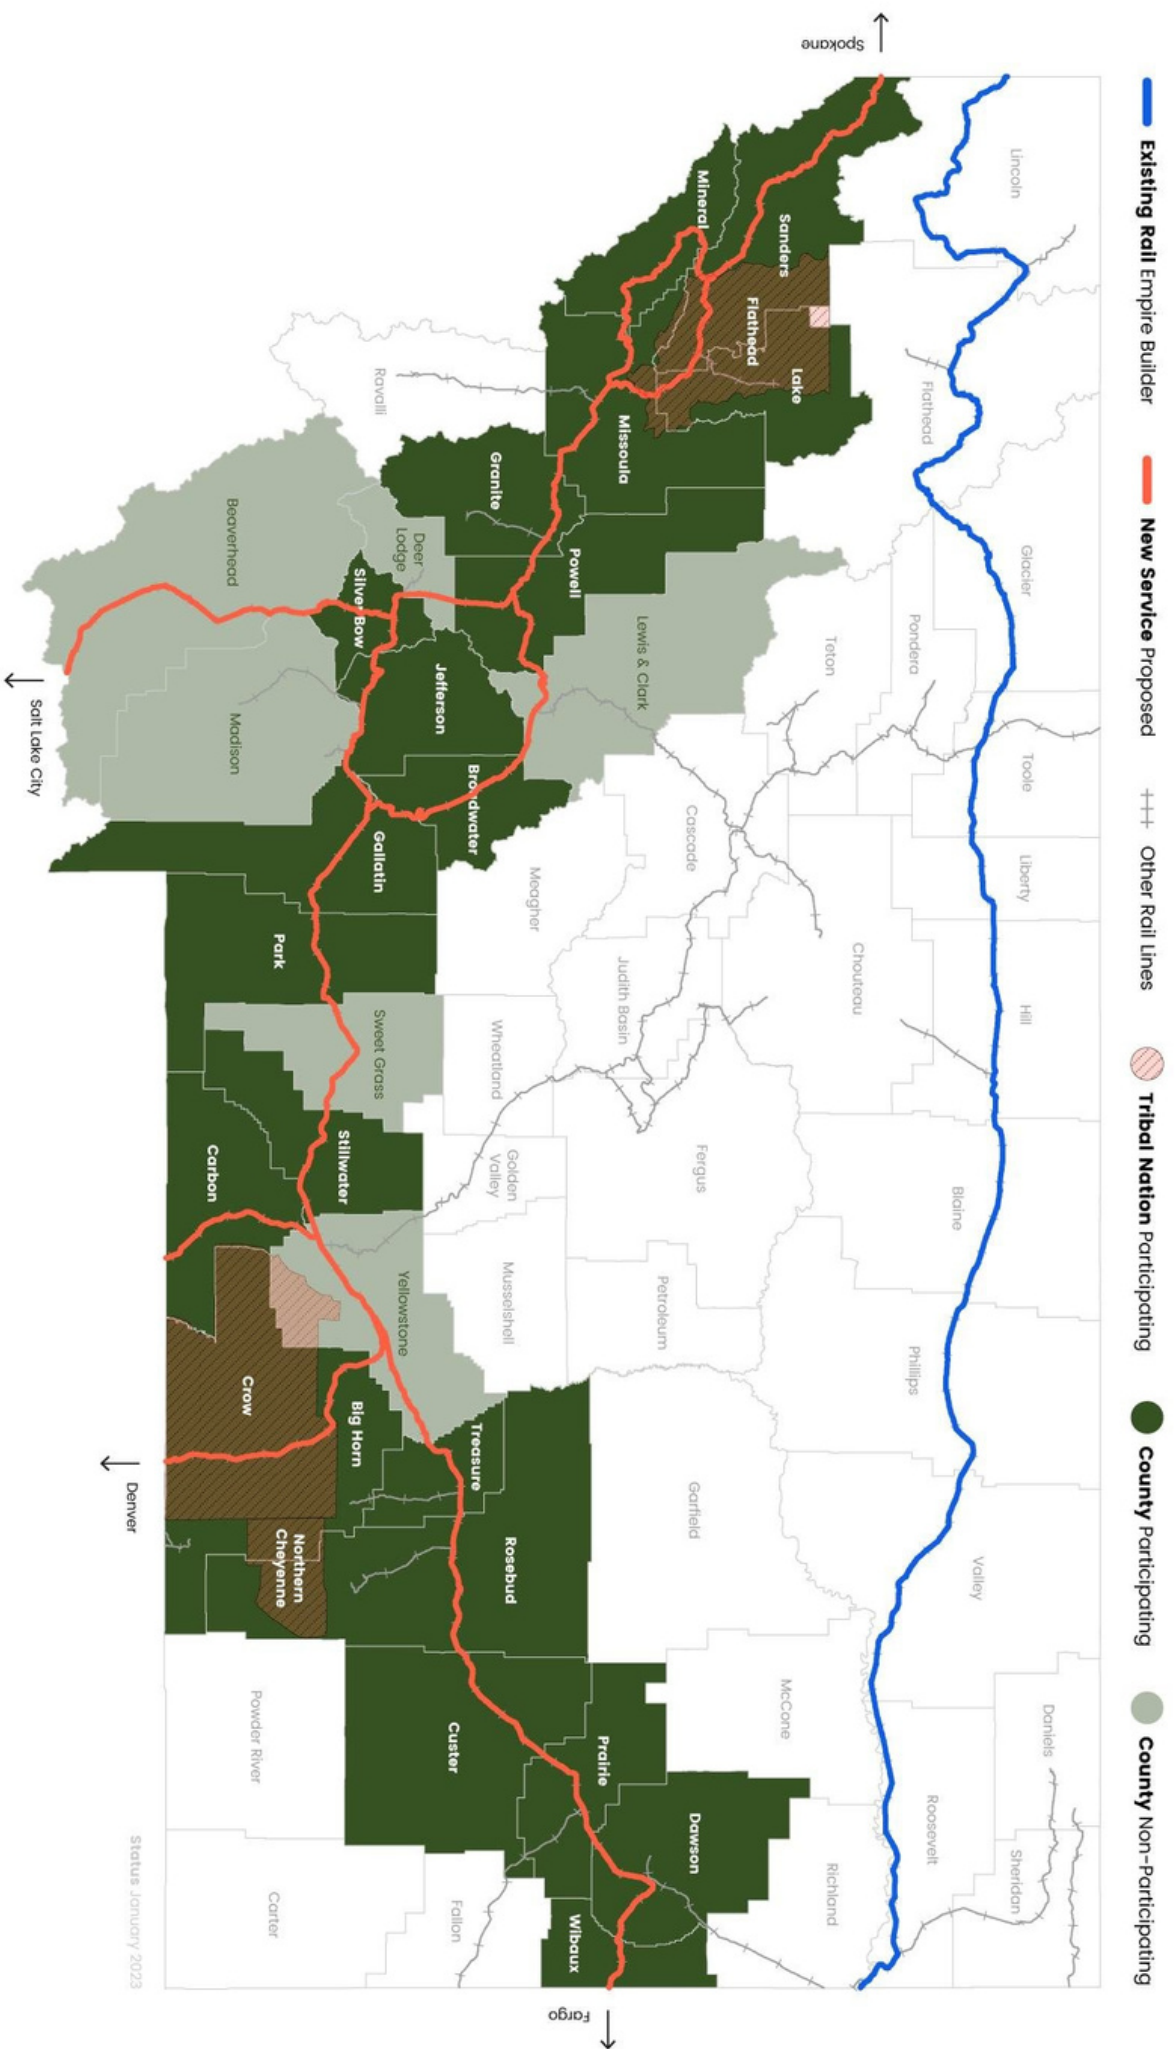 Existing Rail Empire Builder
New Service Proposed
Other Rail Lines
Tribal Nation Participating
County Participating
County Non-Participating
Spokane
Lincoln
Flathead
Glacier
Toole
Liberty
Hill
Blaine
Phillips
Valley
Daniels
Sheridan
Roosevelt
Pondera
Teton
Chouteau
Sanders
Flathead
Lake
Mineral
Missoula
Powell
Lewis & Clark
Cascade
Judith Basin
Fergus
Petroleum
Garfield
McCone
Richland
Dawson
Ravalli
Granite
Deer
Lodge
Silver Bow
Jefferson
Broadwater
Meagher
Wheatland
Golden
Valley
Musselshell
Treasure
Rosebud
Custer
Prairie
Wibaux
Fallon
Fargo
Beaverhead
Madison
Gallatin
Park
Sweet Grass
Stillwater
Carbon
Yellowstone
Crow
Big Horn
Northern
Cheyenne
Powder River
Carter
Salt Lake City
Denver
Status January 2023